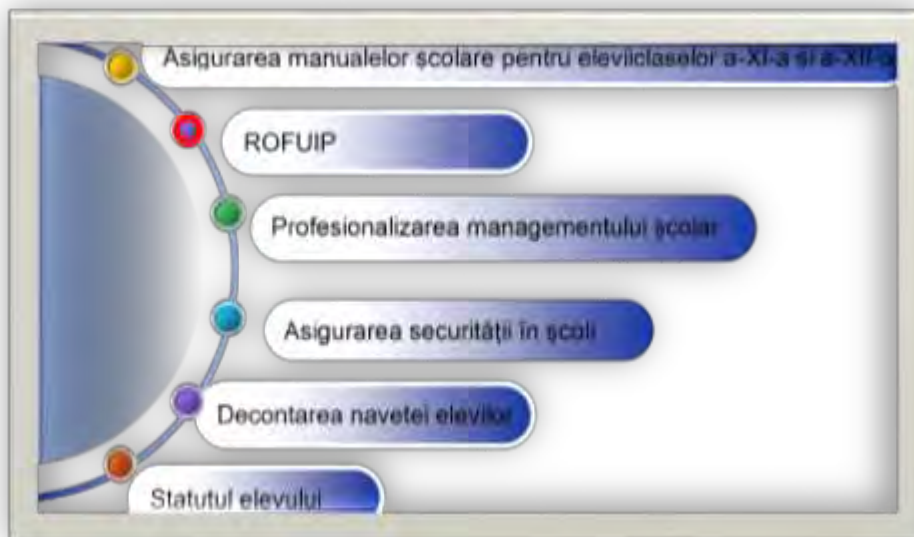 Asigurarea manualelor școlare pentru eleviiclaselor a-XI-a si a-XII-a
ROFUIP
Profesionalizarea managementului școlar
Asigurarea securității în școli
Decontarea navetei elevilor
Statutul elevului